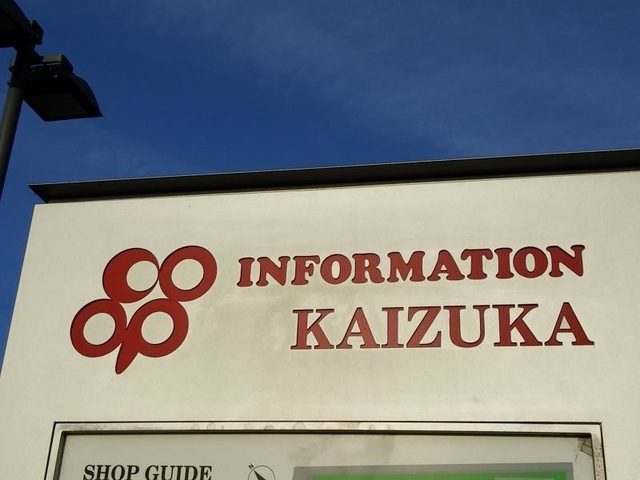 INFORMATION
KAIZUKA
SHOP GUIDE